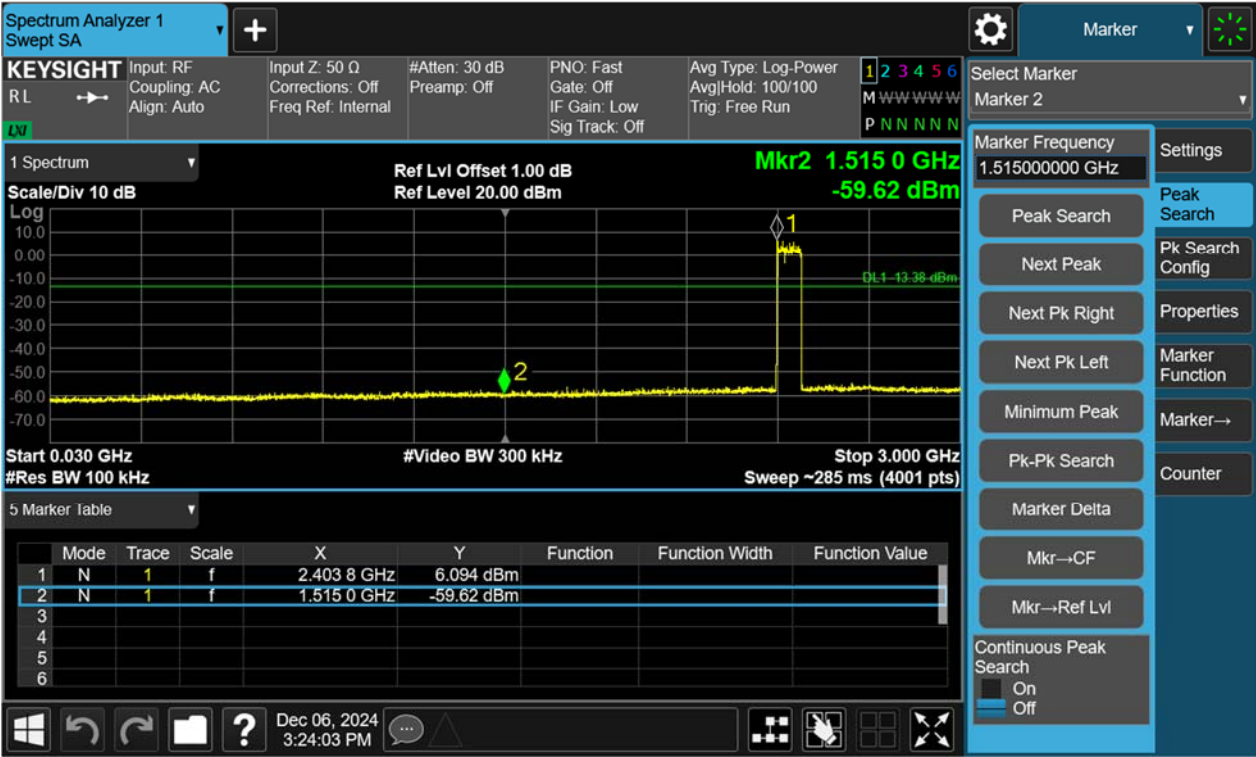 Spectrum Analyzer 1
Swept SA
+
Marker
KEYSIGHT
R L
LXI
Input: RF
Coupling: AC
Align: Auto
Input Z: 50 Ω
Corrections: Off
Freq Ref: Internal
#Atten: 30 dB
Preamp: Off
PNO: Fast
Gate: Off
IF Gain: Low
Sig Track: Off
Avg Type: Log-Power
Avg|Hold: 100/100
Trig: Free Run
1 2 3 4 5 6
M W W W W W
P N N N N N
Select Marker
Marker 2
1 Spectrum
Scale/Div 10 dB
Ref Lvl Offset 1.00 dB
Ref Level 20.00 dBm
Mkr2 1.515 0 GHz
-59.62 dBm
Log
10.0
0.00
-10.0
-20.0
-30.0
-40.0
-50.0
-60.0
-70.0
1
DL1 -13.38 dBm
2
Start 0.030 GHz
#Res BW 100 kHz
#Video BW 300 kHz
Stop 3.000 GHz
Sweep ~285 ms (4001 pts)
5 Marker Table
Mode Trace Scale X Y Function Function Width Function Value
1 N 1 f 2.403 8 GHz 6.094 dBm
2 N 1 f 1.515 0 GHz -59.62 dBm
3
4
5
6
Marker Frequency
1.515000000 GHz
Peak Search
Next Peak
Next Pk Right
Next Pk Left
Minimum Peak
Pk-Pk Search
Marker Delta
Mkr→CF
Mkr→Ref Lvl
Continuous Peak
Search
On
Off
Settings
Peak
Search
Pk Search
Config
Properties
Marker
Function
Marker→
Counter
?
Dec 06, 2024
3:24:03 PM